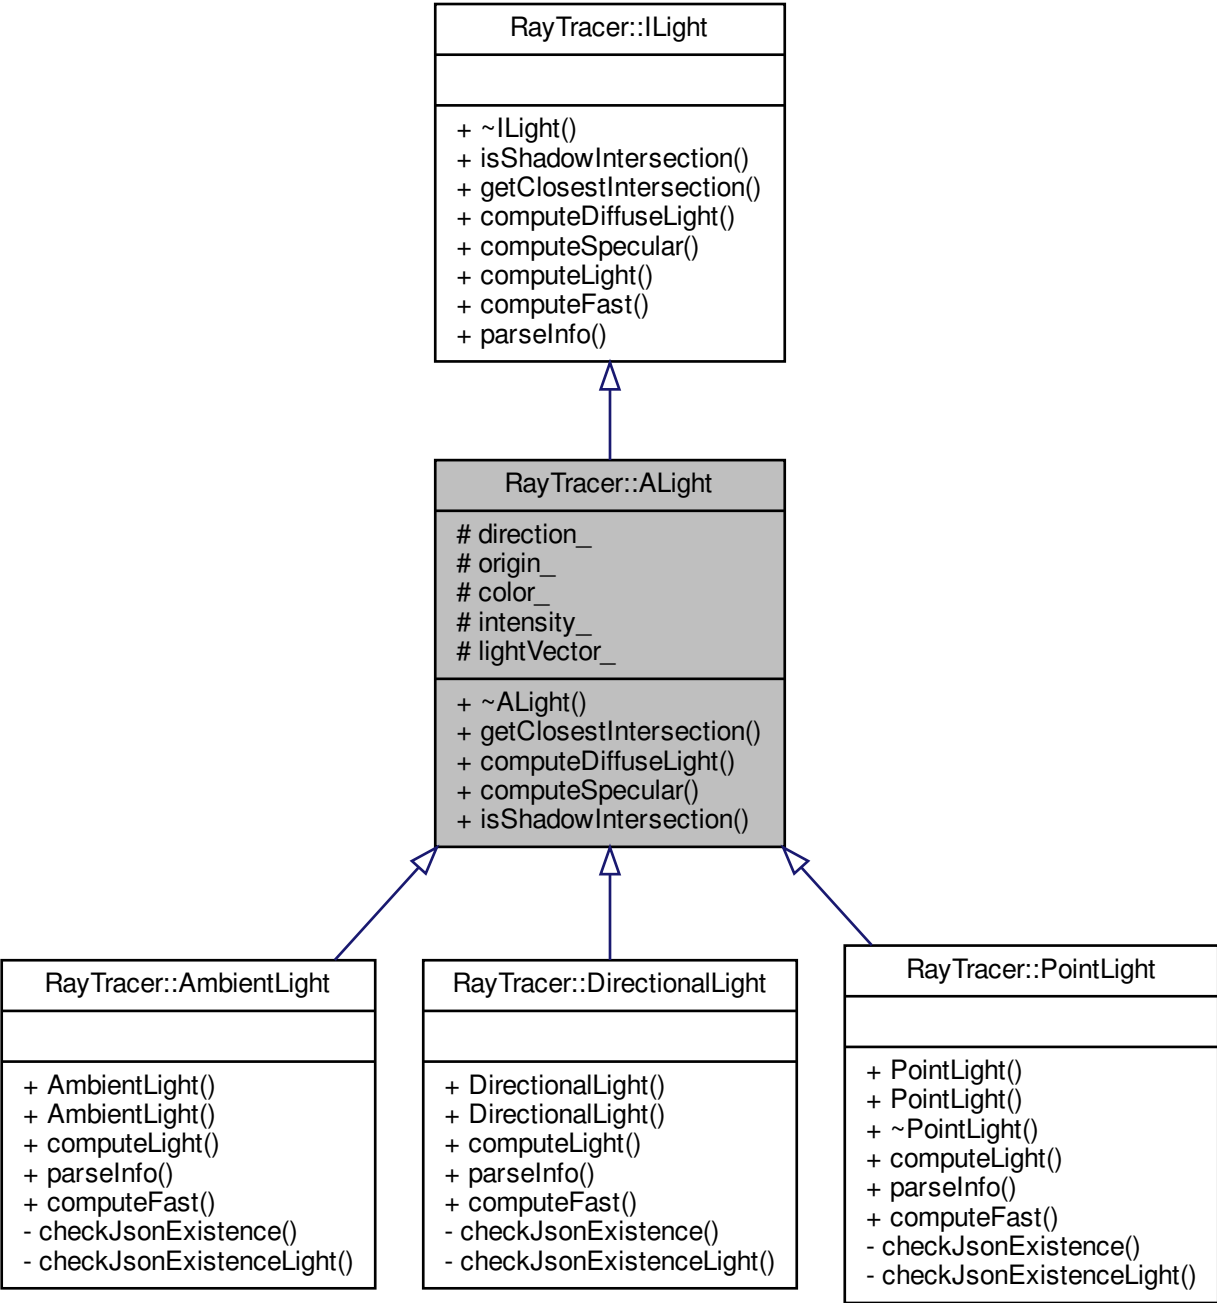 RayTracer::ILight
+ ~ILight()
+ isShadowIntersection()
+ getClosestIntersection()
+ computeDiffuseLight()
+ computeSpecular()
+ computeLight()
+ computeFast()
+ parseInfo()
RayTracer::ALight
# direction_
# origin_
# color_
# intensity_
# lightVector_
+ ~ALight()
+ getClosestIntersection()
+ computeDiffuseLight()
+ computeSpecular()
+ isShadowIntersection()
RayTracer::AmbientLight
+ AmbientLight()
+ AmbientLight()
+ computeLight()
+ parseInfo()
+ computeFast()
- checkJsonExistence()
- checkJsonExistenceLight()
RayTracer::DirectionalLight
+ DirectionalLight()
+ DirectionalLight()
+ computeLight()
+ parseInfo()
+ computeFast()
- checkJsonExistence()
- checkJsonExistenceLight()
RayTracer::PointLight
+ PointLight()
+ PointLight()
+ ~PointLight()
+ computeLight()
+ parseInfo()
+ computeFast()
- checkJsonExistence()
- checkJsonExistenceLight()